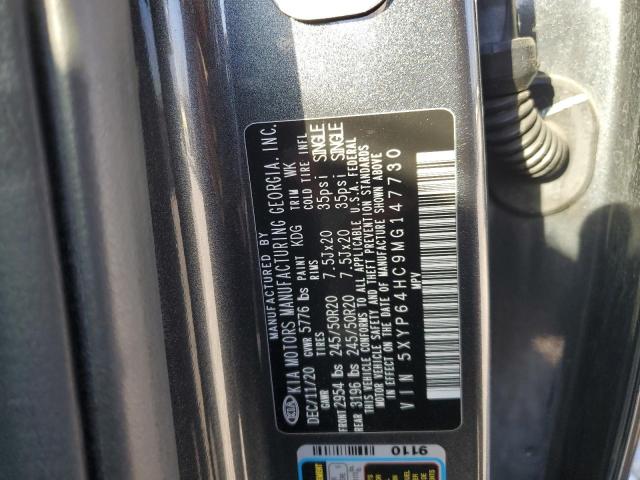 MANUFACTURED BY
KIA KIA MOTORS MANUFACTURING GEORGIA, INC.
DEC/11/20 GVWR 5776 lbs PAINT KDG TRIM WK
GAWR TIRES RIMS COLD TIRE INFL
FRONT 2954 lbs 245/50R20 7.5Jx20 35psi SINGLE
REAR 3196 lbs 245/50R20 7.5Jx20 35psi SINGLE
THIS VEHICLE CONFORMS TO ALL APPLICABLE U.S.A. FEDERAL
MOTOR VEHICLE SAFETY AND THEFT PREVENTION STANDARDS
IN EFFECT ON THE DATE OF MANUFACTURE SHOWN ABOVE
VIN 5XYP64HC9MG147730
MPV
9110